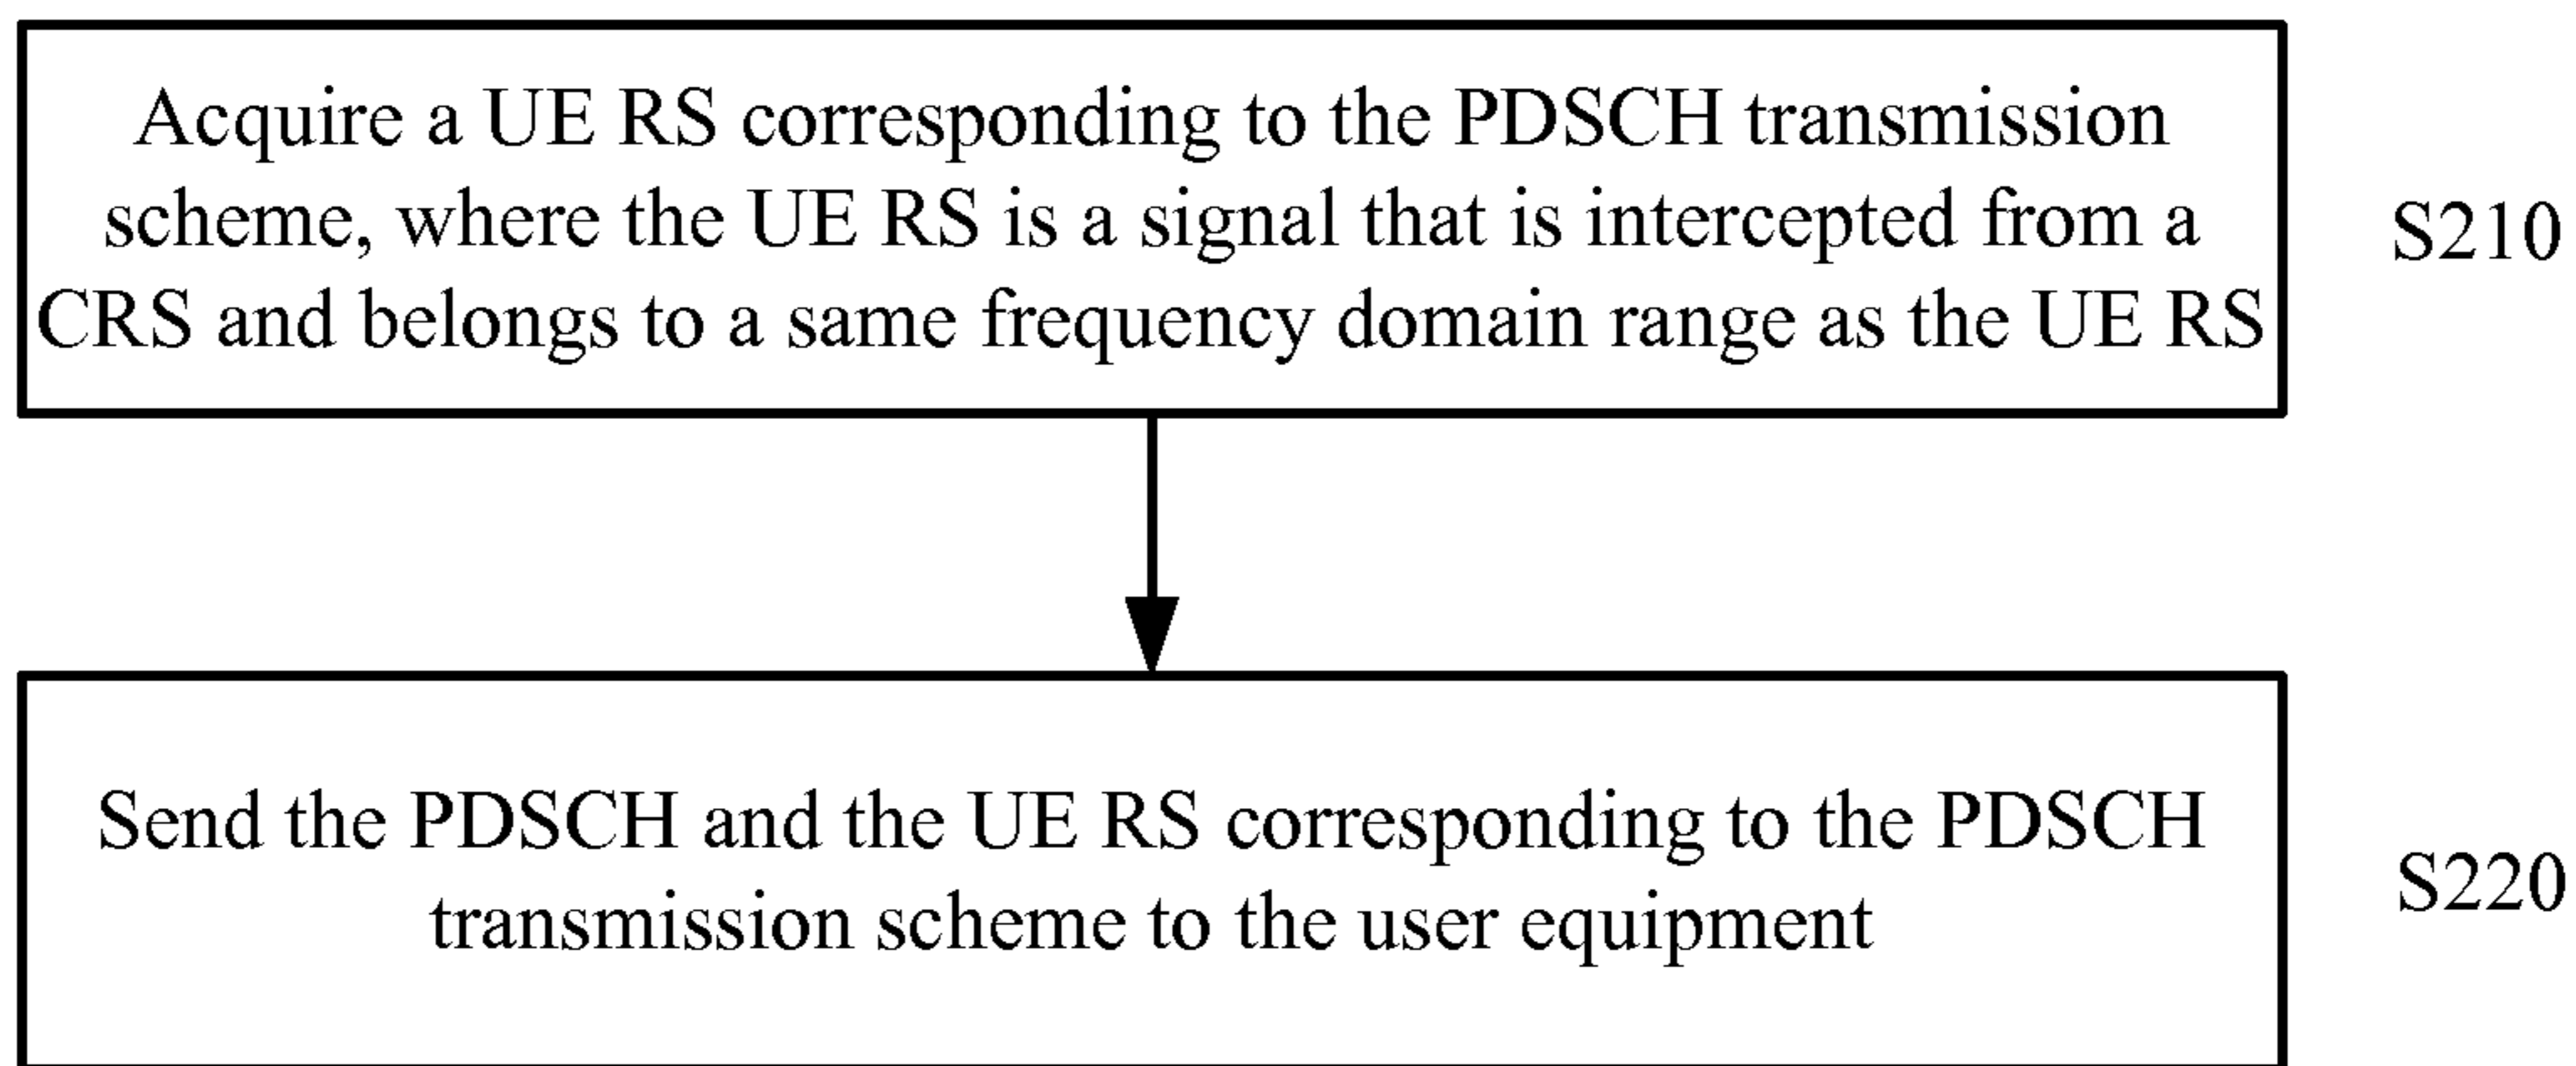 Acquire a UE RS corresponding to the PDSCH transmission
scheme, where the UE RS is a signal that is intercepted from a
CRS and belongs to a same frequency domain range as the UE RS
S210
Send the PDSCH and the UE RS corresponding to the PDSCH
transmission scheme to the user equipment
S220